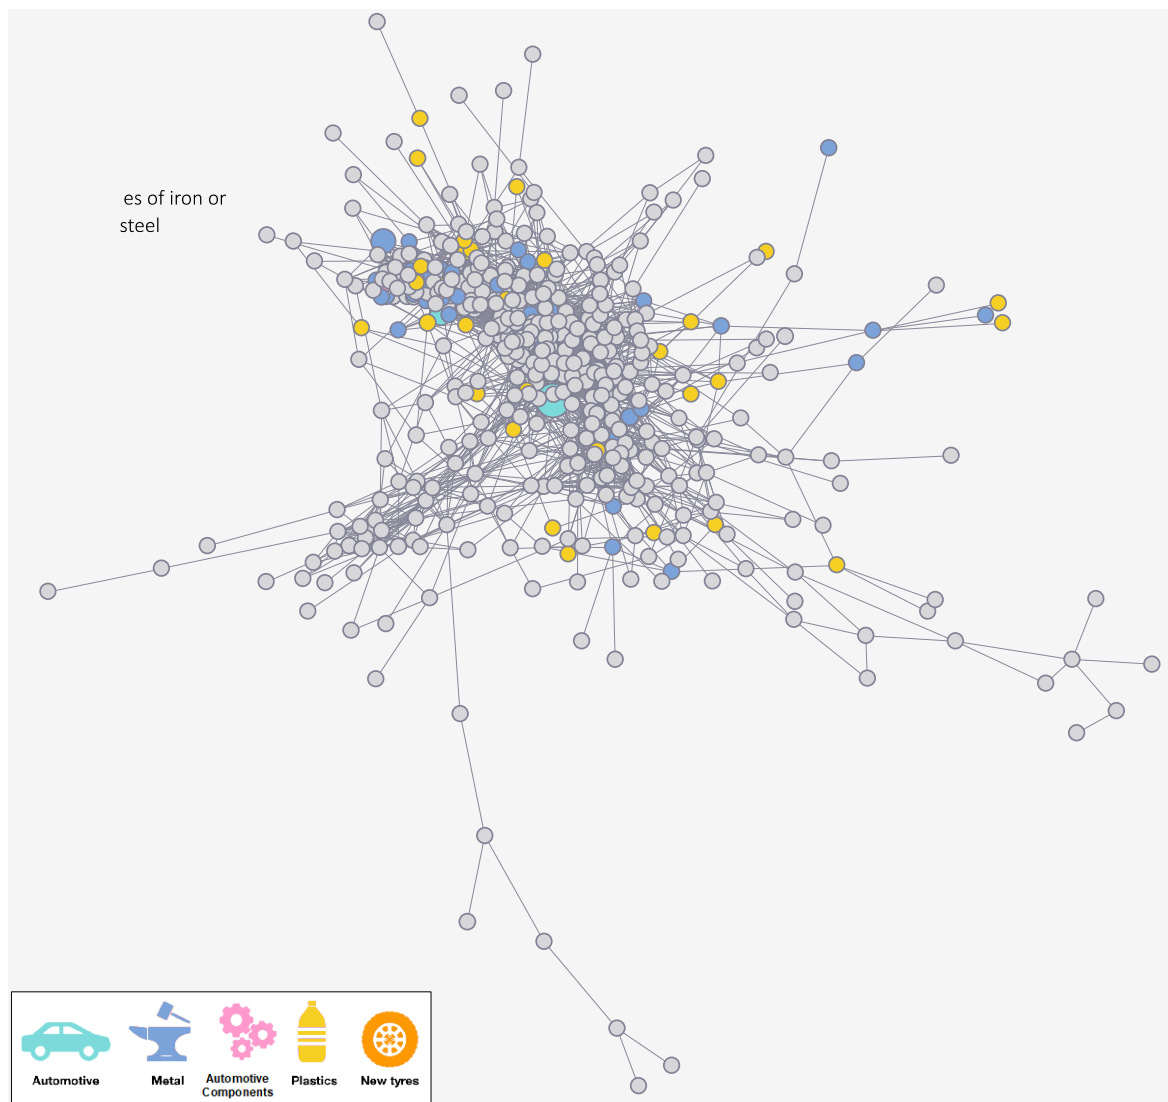 es of iron or
steel
Automotive
Metal
Automotive
Components
Plastics
New tyres